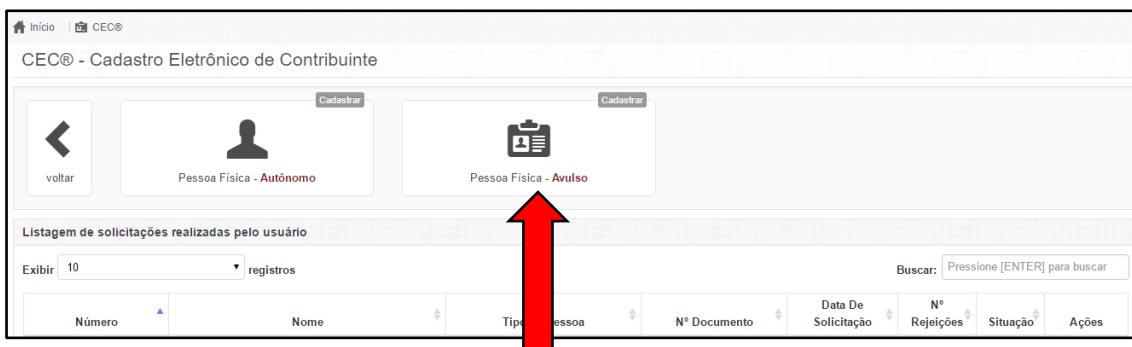 Início CEC®
CEC® - Cadastro Eletrônico de Contribuinte
Cadastrar Cadastrar
voltar Pessoa Física - Autônomo Pessoa Física - Avulso
Listagem de solicitações realizadas pelo usuário
Exibir 10 registros Buscar: Pressione [ENTER] para buscar
Número Nome Tipo essoa Nº Documento Data De Solicitação Nº Rejeições Situação Ações